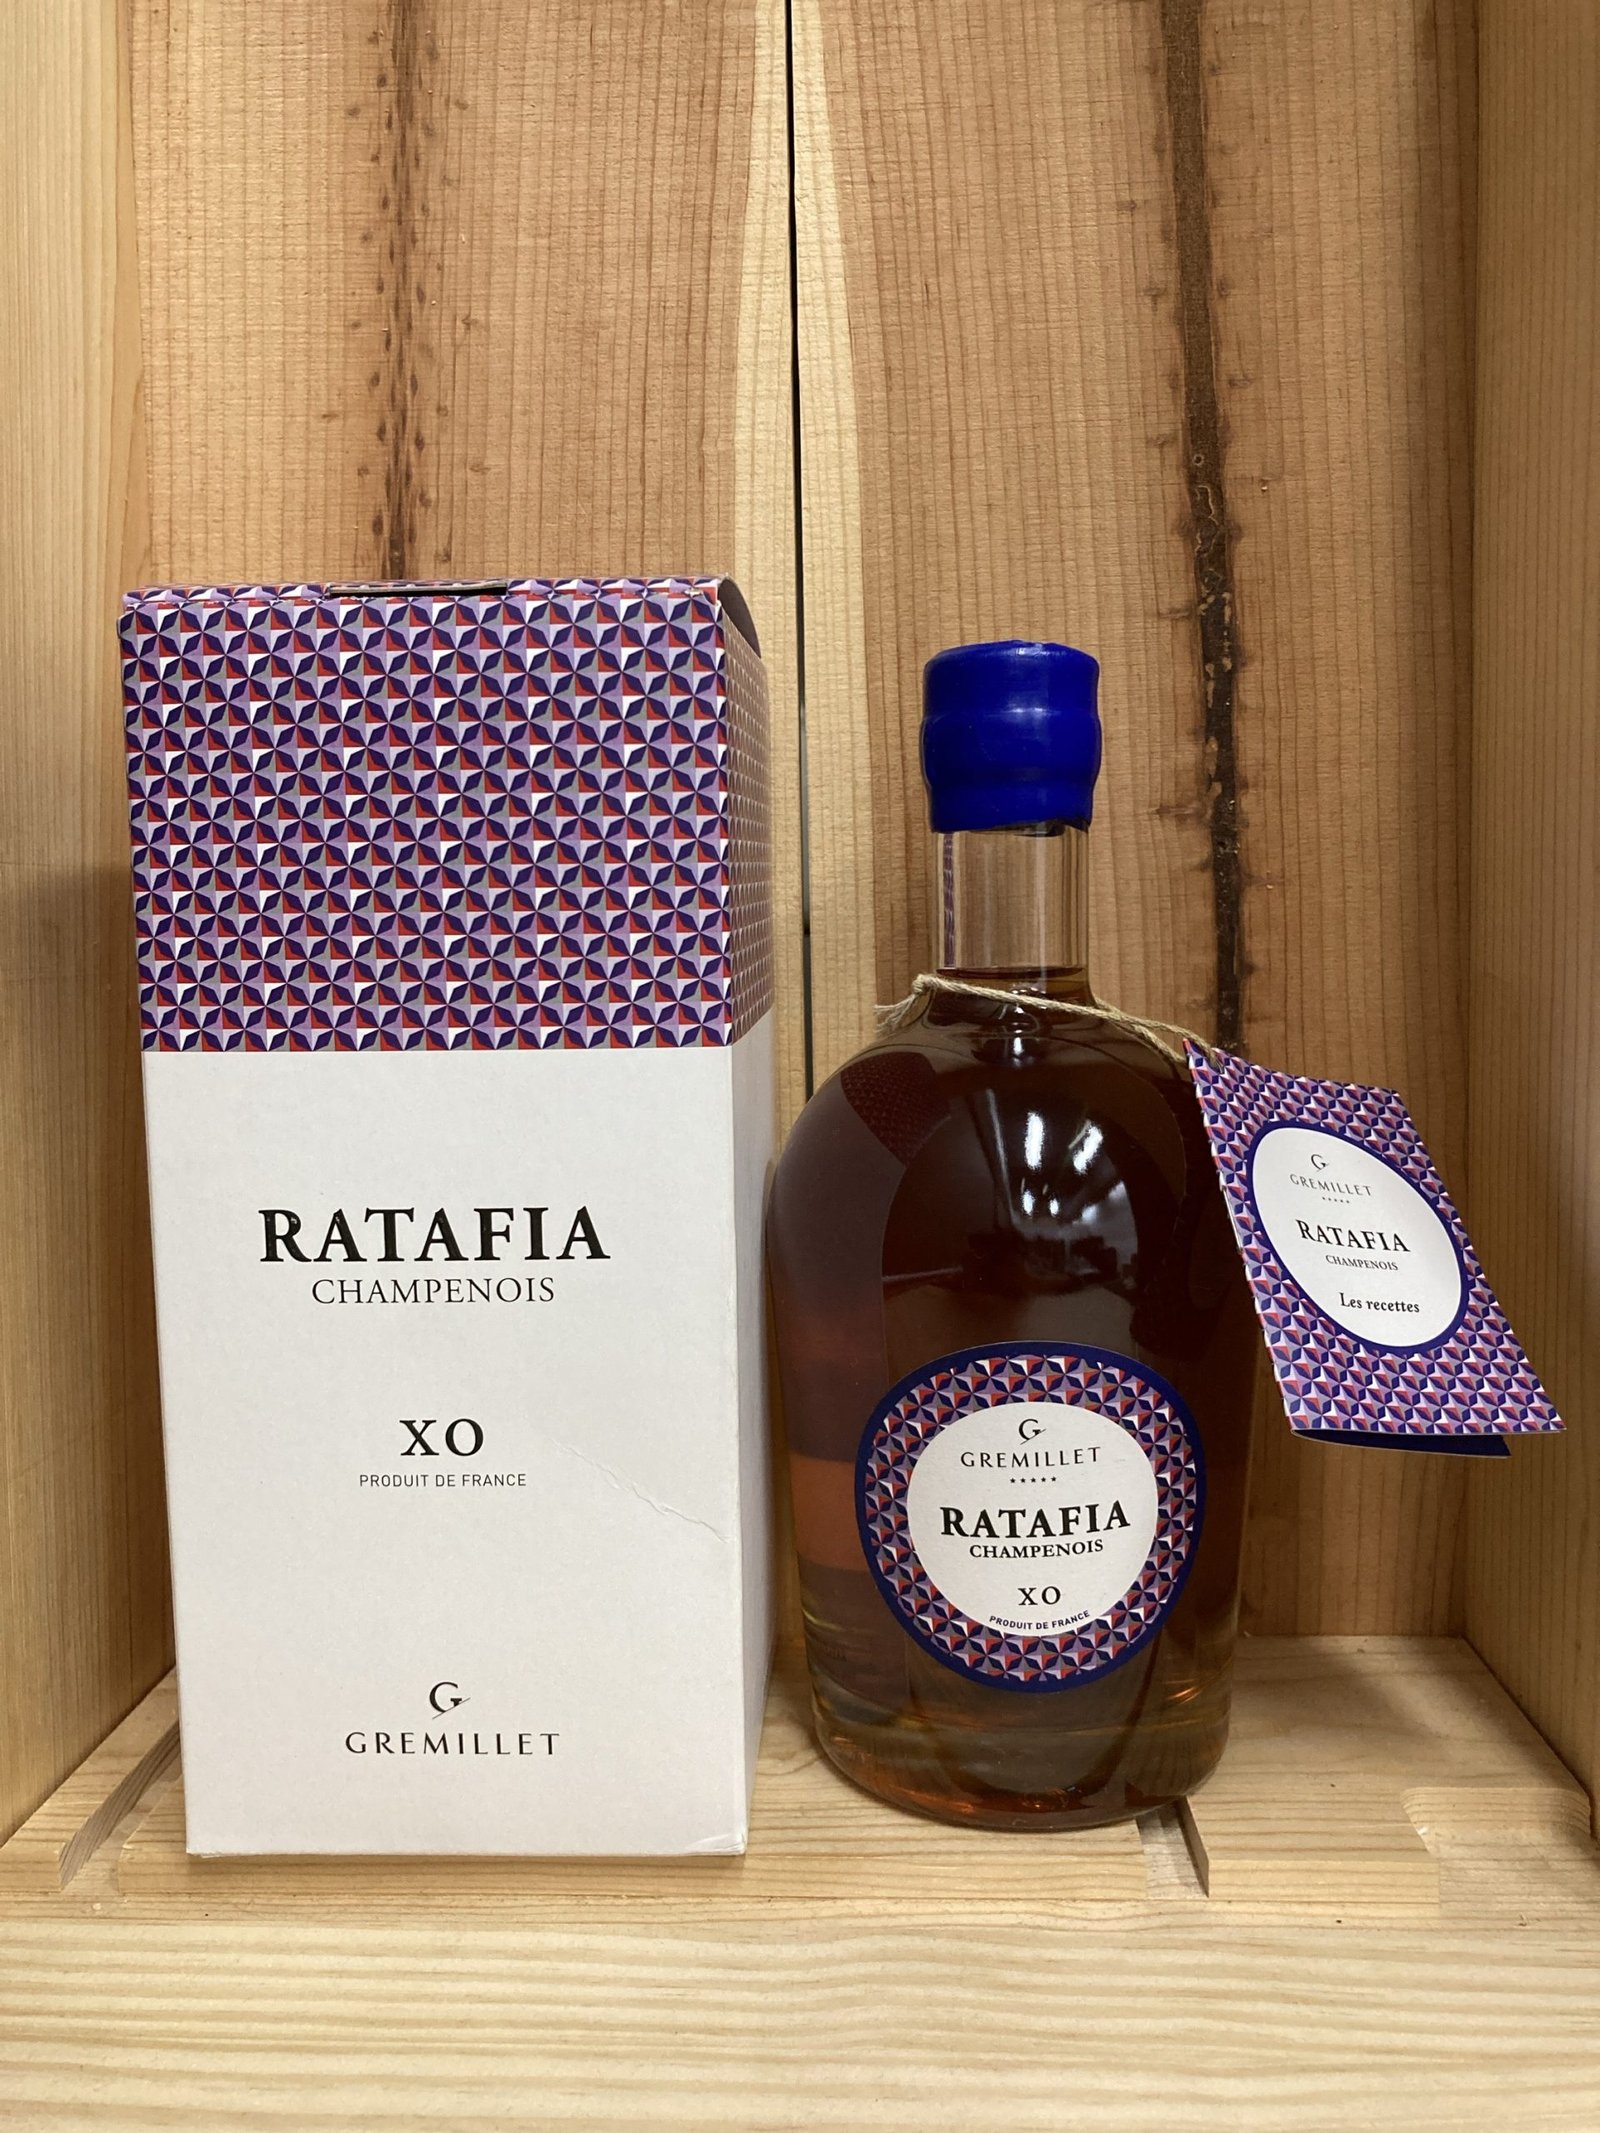 RATAFIA
CHAMPENOIS
XO
PRODUIT DE FRANCE
G
GREMILLET
G
GREMILLET
RATAFIA
CHAMPENOIS
XO
PRODUIT DE FRANCE
G
GREMILLET
RATAFIA
CHAMPENOIS
Les recettes